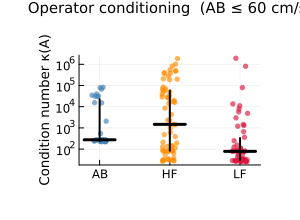 Operator conditioning (AB ≤ 60 cm/s
Condition number κ(A)
10⁶
10⁵
10⁴
10³
10²
AB HF LF